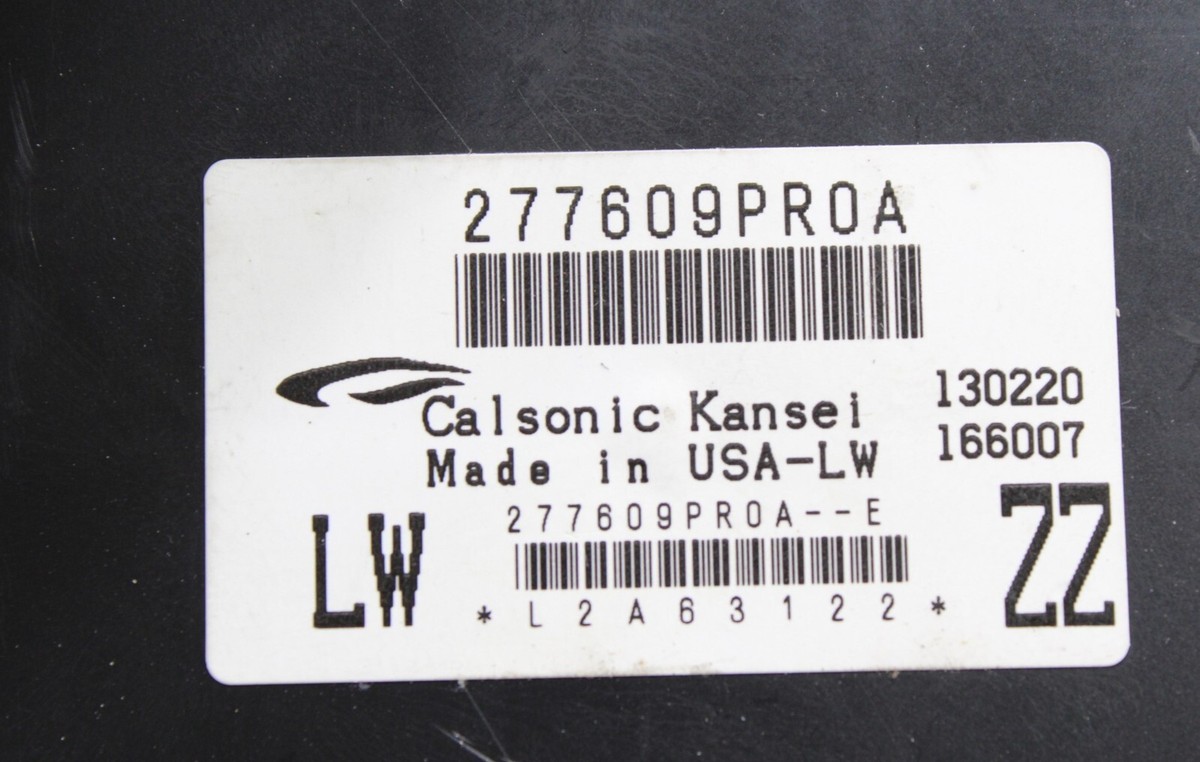 277609PR0A
Calsonic Kansei
130220
Made in USA-LW
166007
277609PR0A--E
LW
ZZ
*L2A63122*